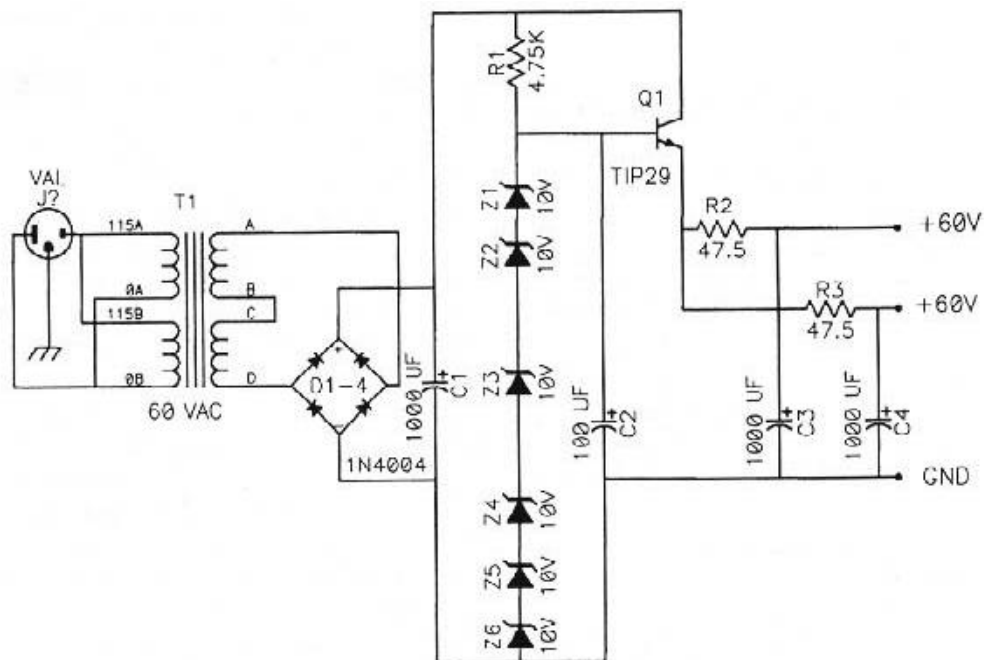 R1
4.75K
Q1
TIP29
VAL
J?
T1
115A
0A
115B
0B
A
B
C
D
60 VAC
D1-4
+
−
1N4004
1000 UF
+
C1
Z1
10V
Z2
10V
Z3
10V
Z4
10V
Z5
10V
Z6
10V
100 UF
+
C2
R2
47.5
+60V
R3
47.5
+60V
1000 UF
+
C3
1000 UF
+
C4
GND